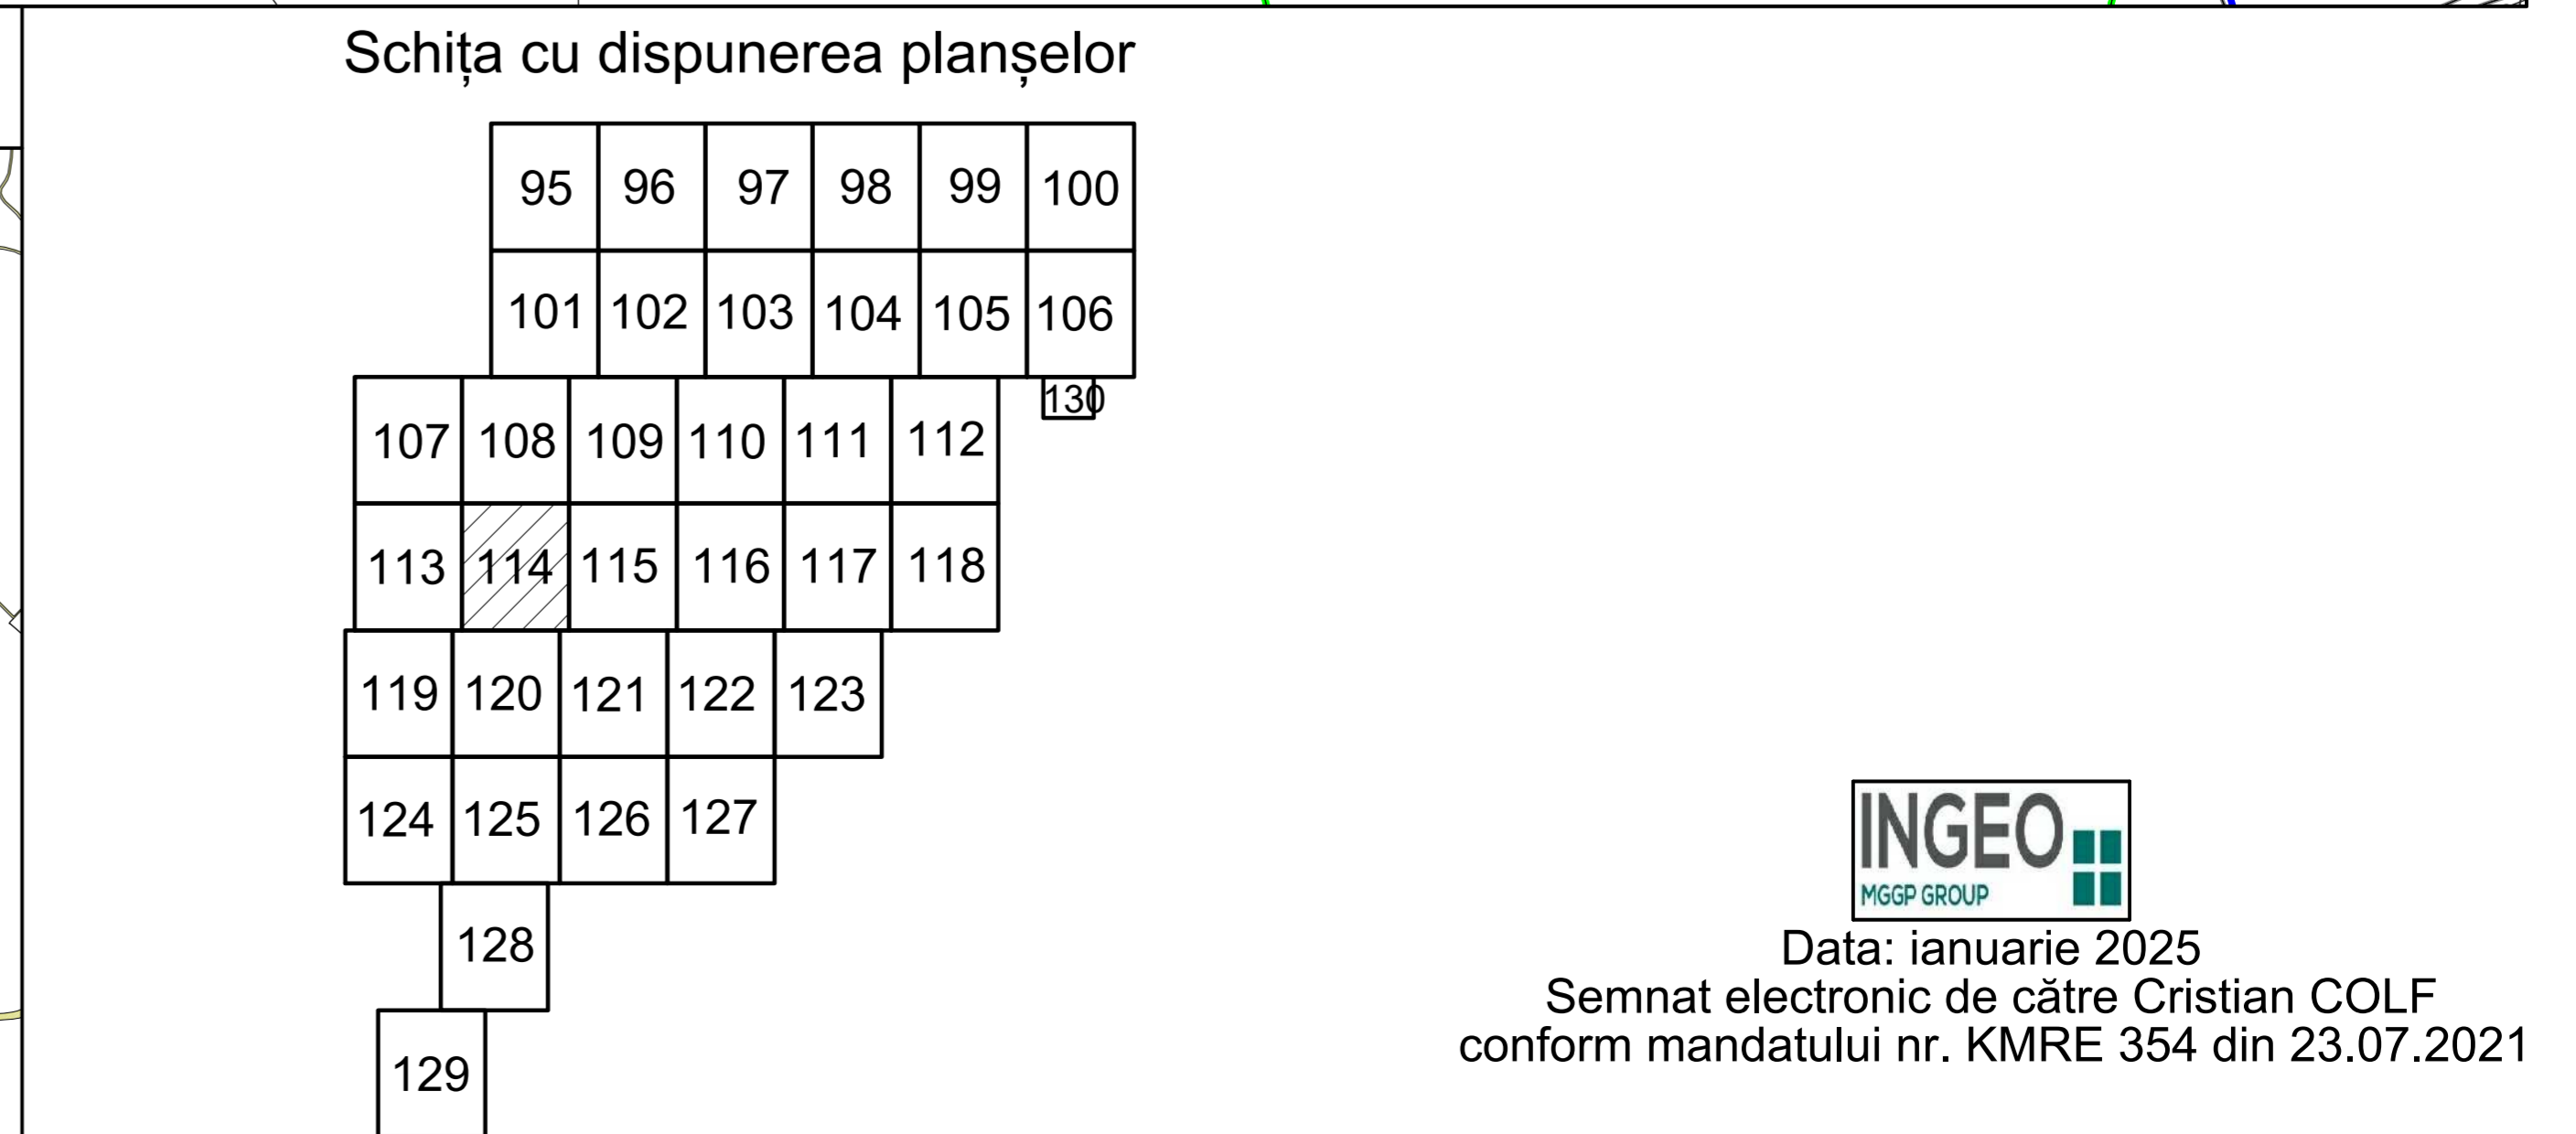 Schița cu dispunerea planșelor
95 96 97 98 99 100
101 102 103 104 105 106
130
107 108 109 110 111 112
113 114 115 116 117 118
119 120 121 122 123
124 125 126 127
128
129
INGEO
MGGP GROUP
Data: ianuarie 2025
Semnat electronic de către Cristian COLF
conform mandatului nr. KMRE 354 din 23.07.2021